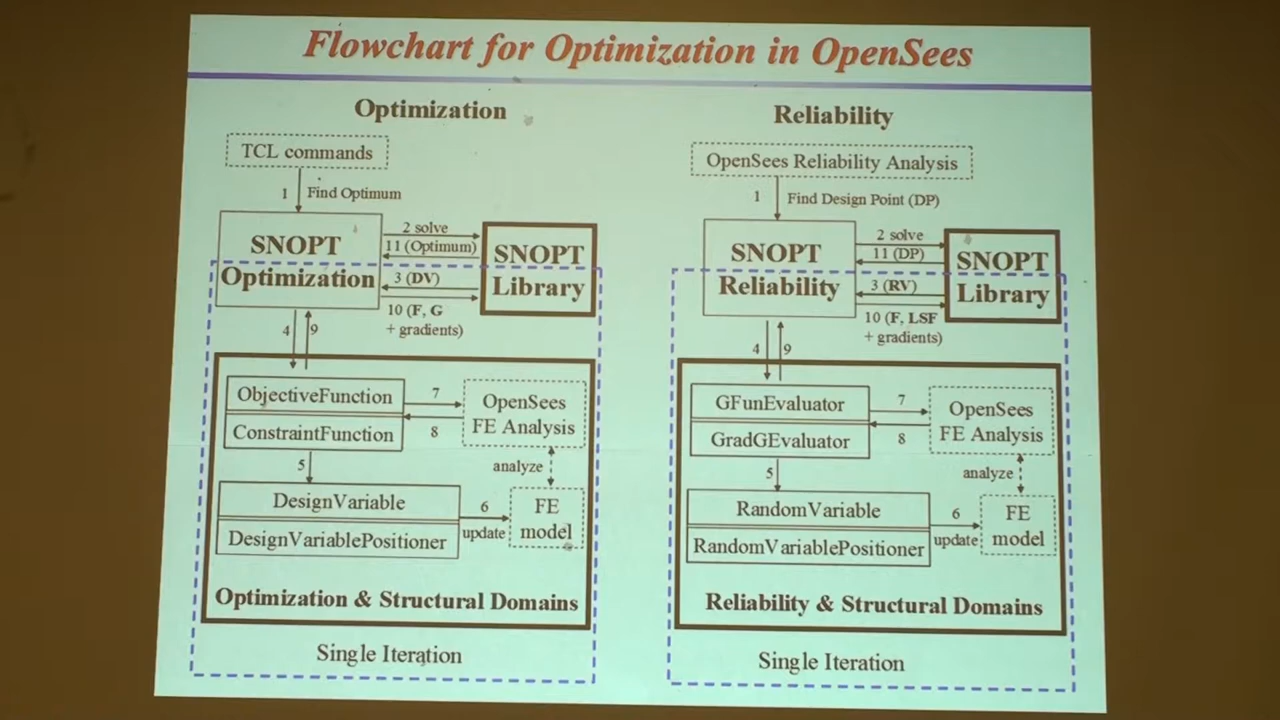 Flowchart for Optimization in OpenSees
Optimization
TCL commands
1
Find Optimum
SNOPT
Optimization
2 solve
11 (Optimum)
3 (DV)
10 (F, G
+ gradients)
SNOPT
Library
4
9
ObjectiveFunction
ConstraintFunction
7
8
OpenSees
FE Analysis
5
analyze
DesignVariable
DesignVariablePositioner
6
update
FE
model
Optimization & Structural Domains
Single Iteration
Reliability
OpenSees Reliability Analysis
1
Find Design Point (DP)
SNOPT
Reliability
2 solve
11 (DP)
3 (RV)
10 (F, LSF
+ gradients)
SNOPT
Library
4
9
GFunEvaluator
GradGEvaluator
7
8
OpenSees
FE Analysis
5
analyze
RandomVariable
RandomVariablePositioner
6
update
FE
model
Reliability & Structural Domains
Single Iteration